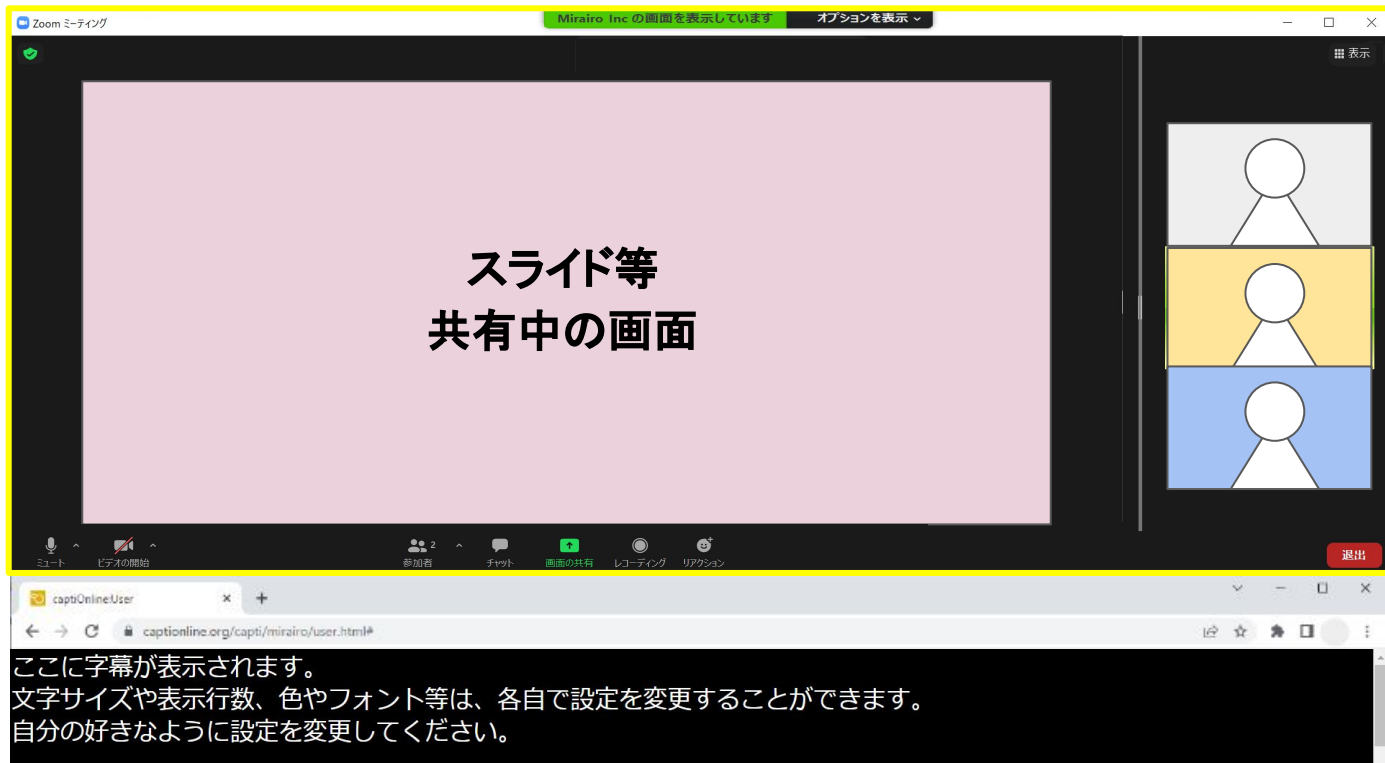 Zoom ミーティング
Mirairo Inc の画面を表示しています
オプションを表示
表示
スライド等
共有中の画面
ミュート
ビデオの開始
参加者
2
チャット
画面の共有
レコーディング
リアクション
退出
captiOnline:User
captionline.org/capti/mirairo/user.html#
ここに字幕が表示されます。
文字サイズや表示行数、色やフォント等は、各自で設定を変更することができます。
自分の好きなように設定を変更してください。